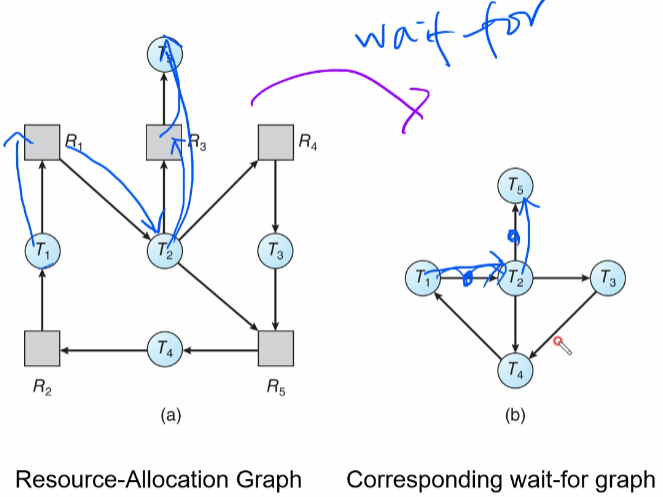 wait-for
T5
R1
R3
R4
T1
T2
T3
T5
T1
T2
T3
T4
R2
R5
T4
(a)
(b)
Resource-Allocation Graph
Corresponding wait-for graph